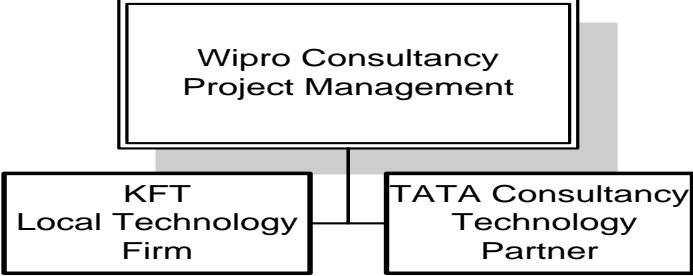 Wipro Consultancy
Project Management
KFT
Local Technology
Firm
TATA Consultancy
Technology
Partner